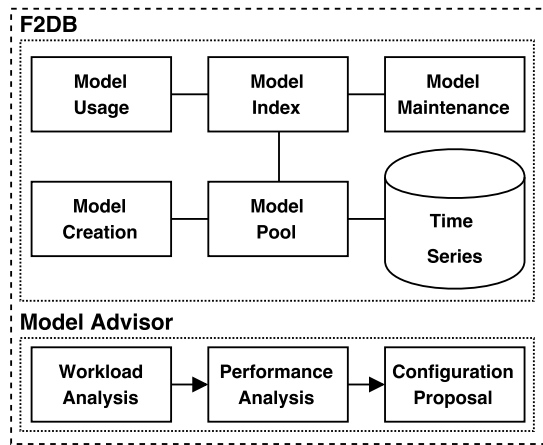 F2DB
Model
Usage
Model
Index
Model
Maintenance
Model
Creation
Model
Pool
Time
Series
Model Advisor
Workload
Analysis
Performance
Analysis
Configuration
Proposal